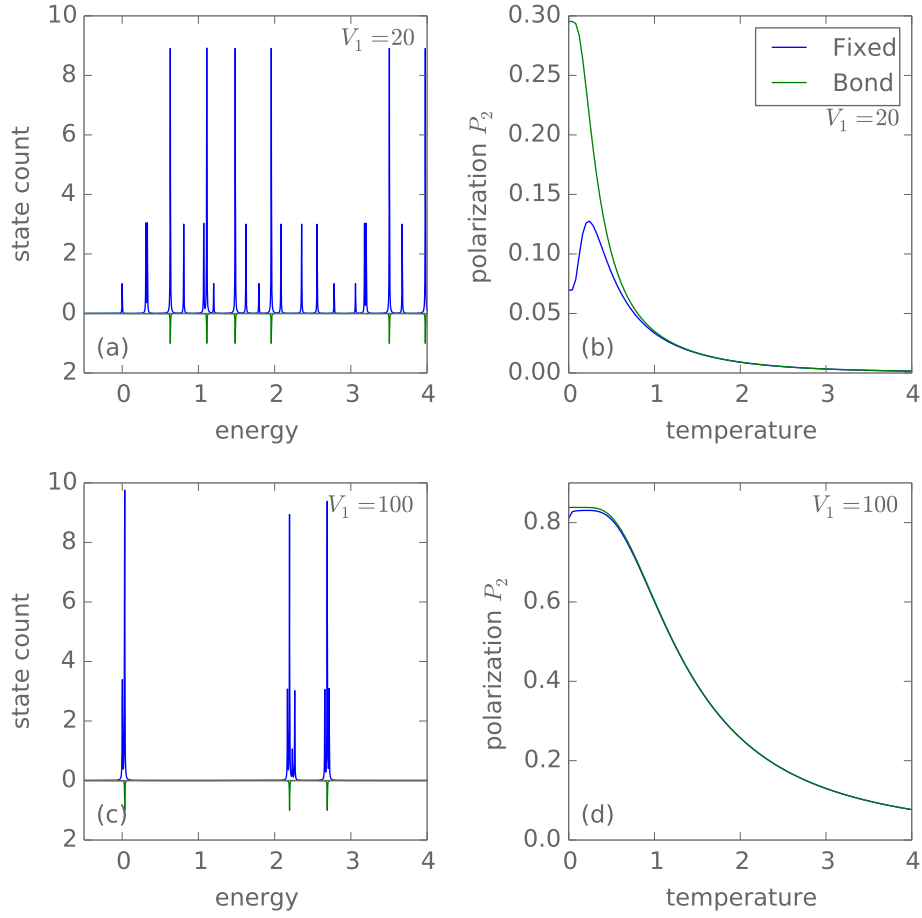 10
8
6
4
2
0
2
state count
V₁ = 20
(a)
0
1
2
3
4
energy
0.30
0.25
0.20
0.15
0.10
0.05
0.00
polarization P₂
Fixed
Bond
V₁ = 20
(b)
0
1
2
3
4
temperature
10
8
6
4
2
0
2
state count
V₁ = 100
(c)
0
1
2
3
4
energy
0.8
0.6
0.4
0.2
0.0
polarization P₂
V₁ = 100
(d)
0
1
2
3
4
temperature